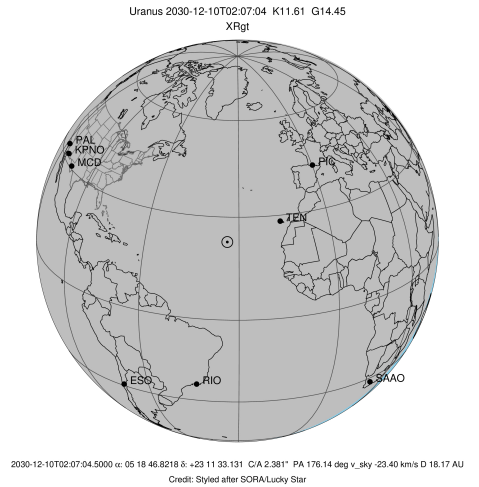 Uranus 2030-12-10T02:07:04 K11.61 G14.45
XRgt
PAL
KPNO
MCD
PIC
TEN
ESO
RIO
SAAO
2030-12-10T02:07:04.5000 α: 05 18 46.8218 δ: +23 11 33.131 C/A 2.381" PA 176.14 deg v_sky -23.40 km/s D 18.17 AU
Credit: Styled after SORA/Lucky Star